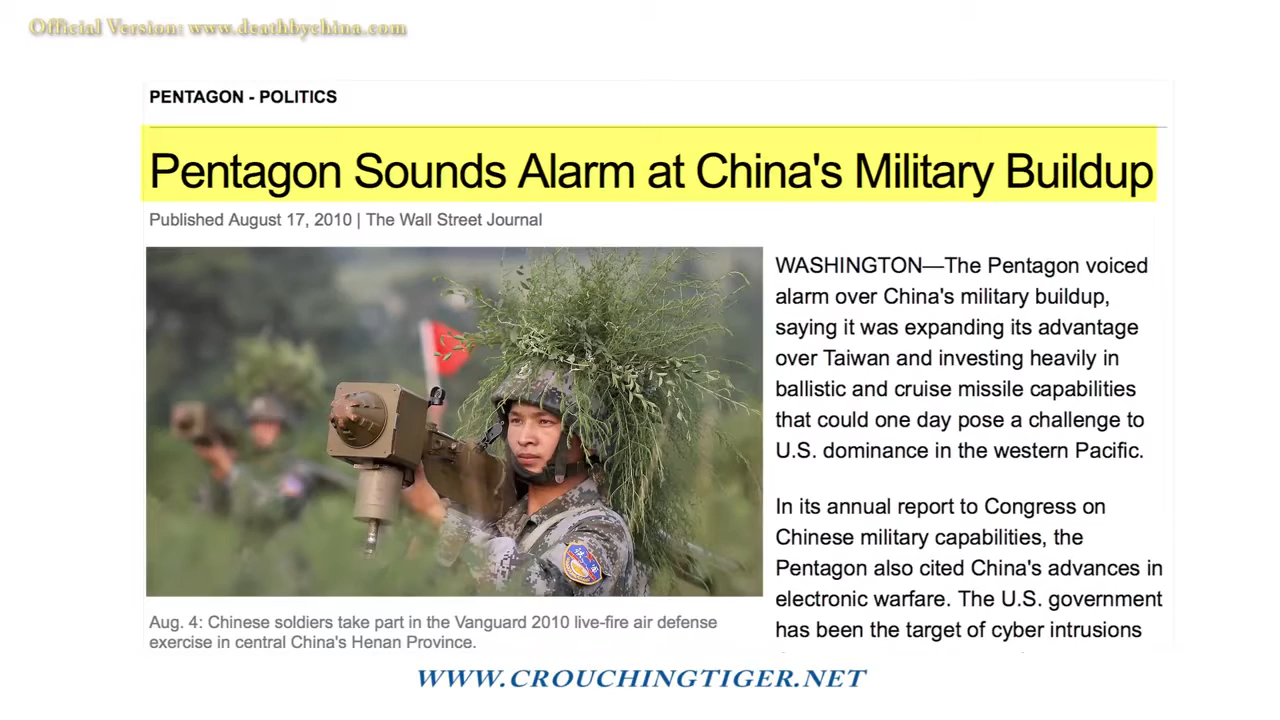 Official Version: www.deathbychina.com
PENTAGON - POLITICS
Pentagon Sounds Alarm at China's Military Buildup
Published August 17, 2010 | The Wall Street Journal
WASHINGTON—The Pentagon voiced
alarm over China's military buildup,
saying it was expanding its advantage
over Taiwan and investing heavily in
ballistic and cruise missile capabilities
that could one day pose a challenge to
U.S. dominance in the western Pacific.
In its annual report to Congress on
Chinese military capabilities, the
Pentagon also cited China's advances in
electronic warfare. The U.S. government
has been the target of cyber intrusions
Aug. 4: Chinese soldiers take part in the Vanguard 2010 live-fire air defense
exercise in central China's Henan Province.
WWW.CROUCHINGTIGER.NET